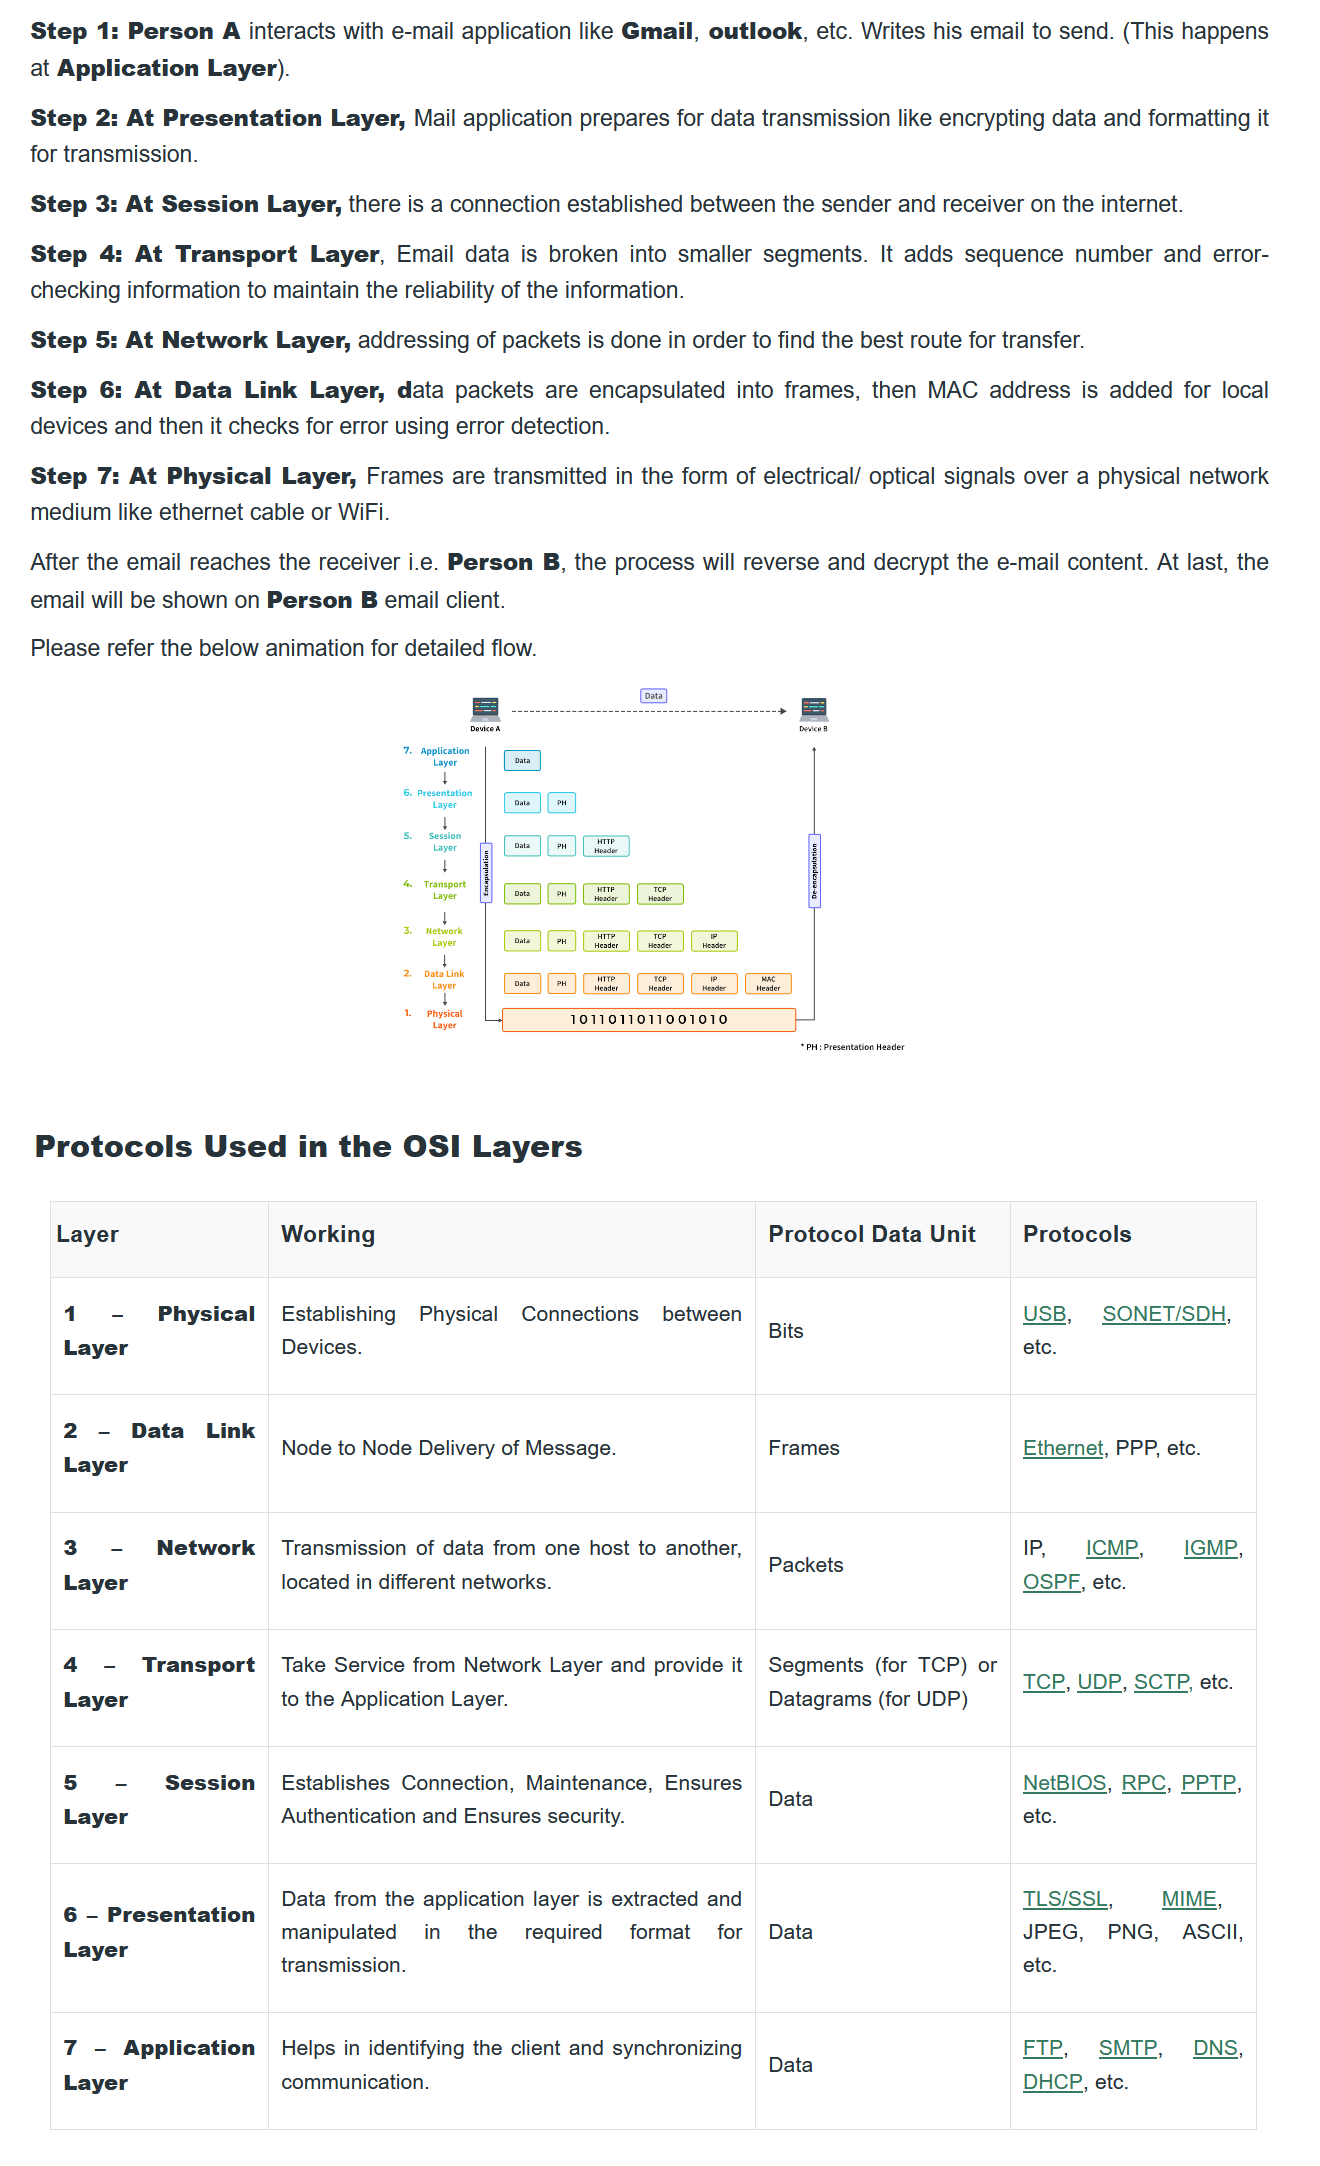 Step 1: Person A interacts with e-mail application like Gmail, outlook, etc. Writes his email to send. (This happens
at Application Layer).
Step 2: At Presentation Layer, Mail application prepares for data transmission like encrypting data and formatting it
for transmission.
Step 3: At Session Layer, there is a connection established between the sender and receiver on the internet.
Step 4: At Transport Layer, Email data is broken into smaller segments. It adds sequence number and error-
checking information to maintain the reliability of the information.
Step 5: At Network Layer, addressing of packets is done in order to find the best route for transfer.
Step 6: At Data Link Layer, data packets are encapsulated into frames, then MAC address is added for local
devices and then it checks for error using error detection.
Step 7: At Physical Layer, Frames are transmitted in the form of electrical/ optical signals over a physical network
medium like ethernet cable or WiFi.
After the email reaches the receiver i.e. Person B, the process will reverse and decrypt the e-mail content. At last, the
email will be shown on Person B email client.
Please refer the below animation for detailed flow.
Data
Device A
Device B
7. Application
Layer
Data
6. Presentation
Layer
Data PH
5. Session
Layer
Data PH HTTP
Header
Encapsulation
De-encapsulation
4. Transport
Layer
Data PH HTTP
Header TCP
Header
3. Network
Layer
Data PH HTTP
Header TCP
Header IP
Header
2. Data Link
Layer
Data PH HTTP
Header TCP
Header IP
Header MAC
Header
1. Physical
Layer
1011011011001010
* PH : Presentation Header
Protocols Used in the OSI Layers
Layer Working Protocol Data Unit Protocols
1 – Physical
Layer
Establishing Physical Connections between
Devices.
Bits
USB, SONET/SDH,
etc.
2 – Data Link
Layer
Node to Node Delivery of Message.
Frames
Ethernet, PPP, etc.
3 – Network
Layer
Transmission of data from one host to another,
located in different networks.
Packets
IP, ICMP, IGMP,
OSPF, etc.
4 – Transport
Layer
Take Service from Network Layer and provide it
to the Application Layer.
Segments (for TCP) or
Datagrams (for UDP)
TCP, UDP, SCTP, etc.
5 – Session
Layer
Establishes Connection, Maintenance, Ensures
Authentication and Ensures security.
Data
NetBIOS, RPC, PPTP,
etc.
6 – Presentation
Layer
Data from the application layer is extracted and
manipulated in the required format for
transmission.
Data
TLS/SSL, MIME,
JPEG, PNG, ASCII,
etc.
7 – Application
Layer
Helps in identifying the client and synchronizing
communication.
Data
FTP, SMTP, DNS,
DHCP, etc.